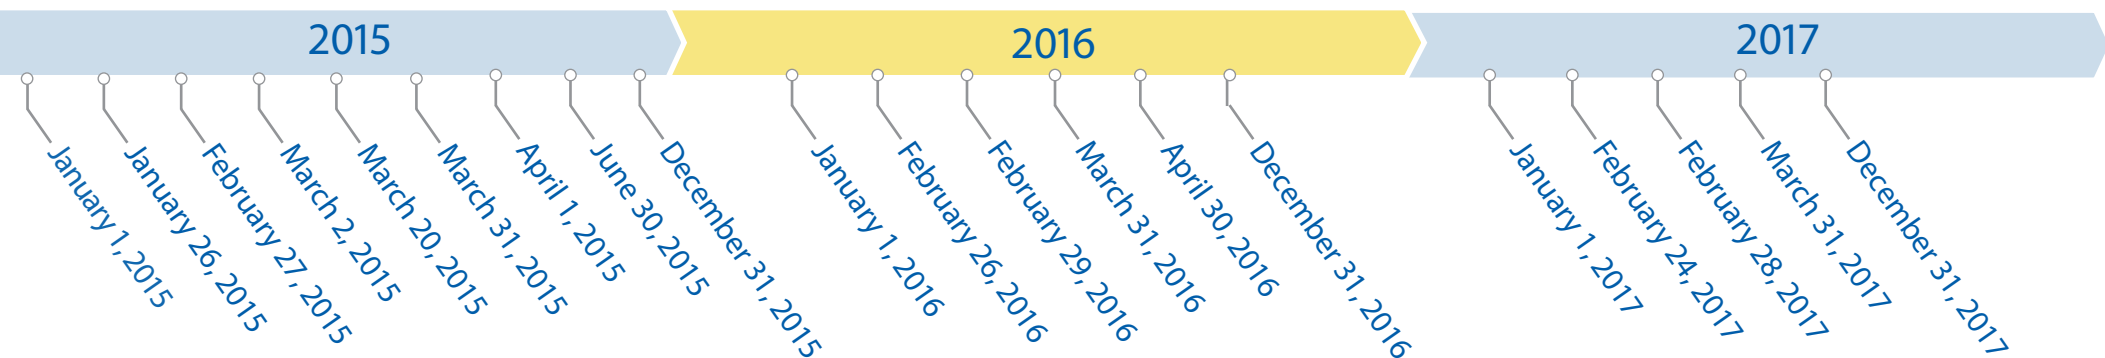 2015
2016
2017
January 1, 2015
January 26, 2015
February 27, 2015
March 2, 2015
March 20, 2015
March 31, 2015
April 1, 2015
June 30, 2015
December 31, 2015
January 1, 2016
February 26, 2016
February 29, 2016
March 31, 2016
April 30, 2016
December 31, 2016
January 1, 2017
February 24, 2017
February 28, 2017
March 31, 2017
December 31, 2017